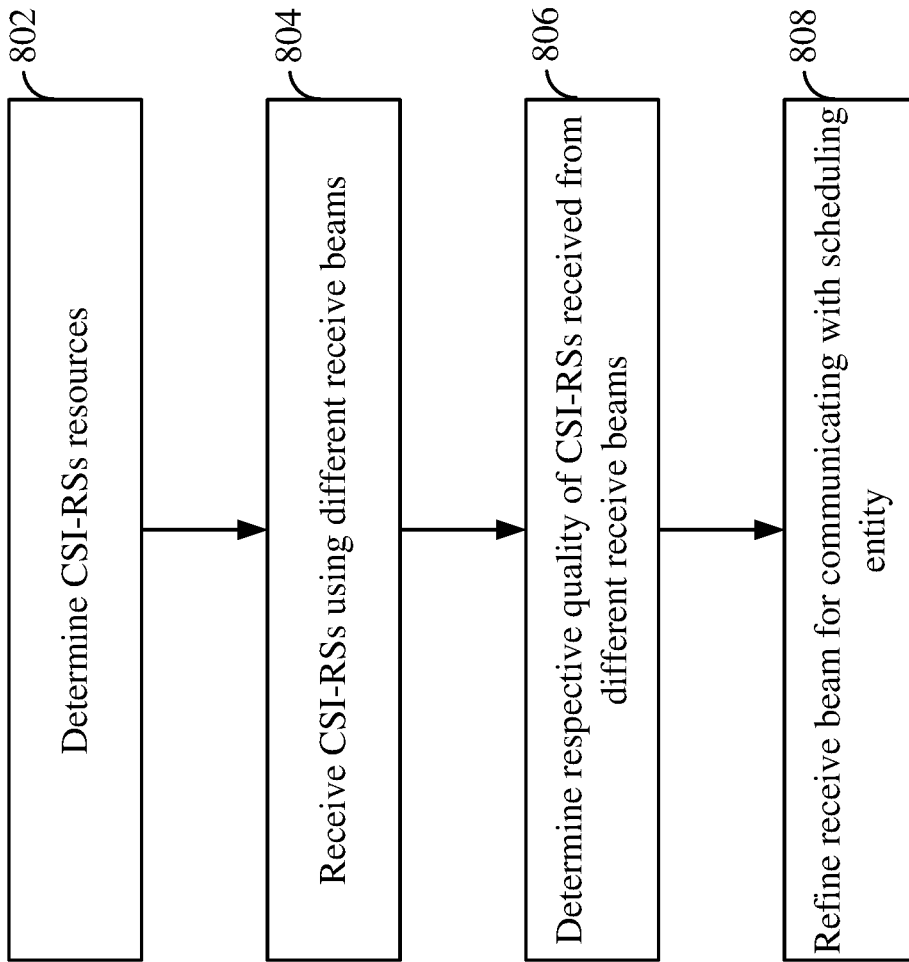 802
Determine CSI-RSs resources
804
Receive CSI-RSs using different receive beams
806
Determine respective quality of CSI-RSs received from
different receive beams
808
Refine receive beam for communicating with scheduling
entity